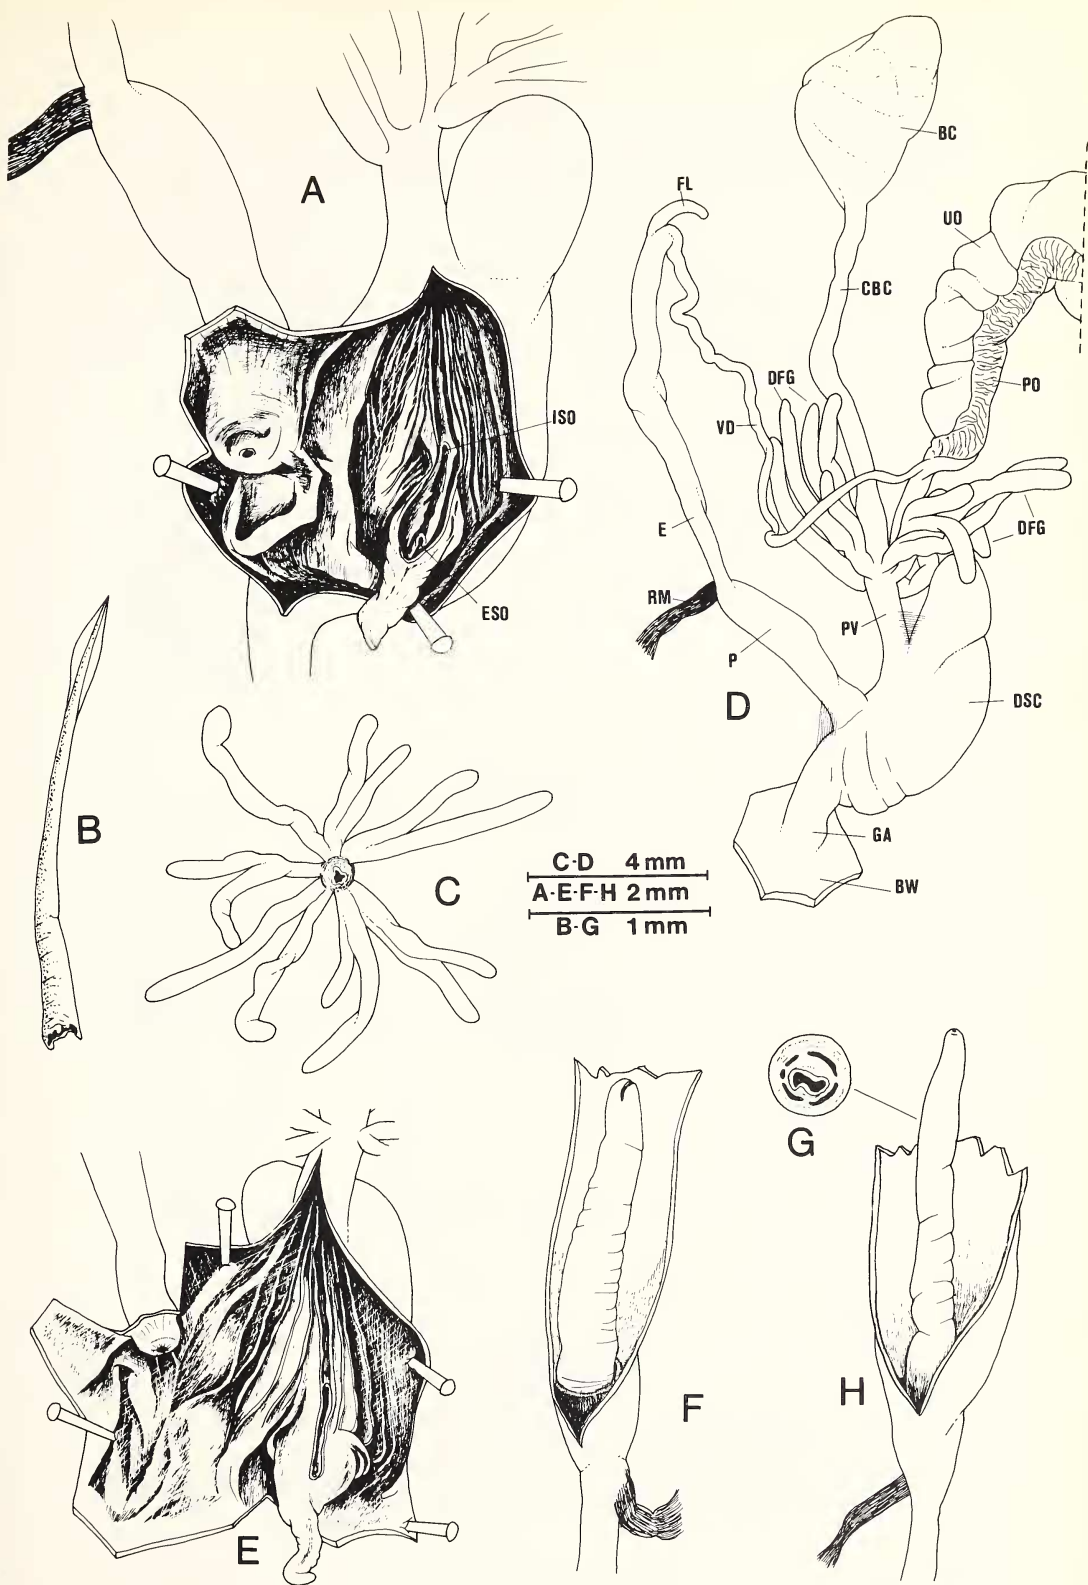 A
ISO
ESO
B
C
FL
BC
UO
CBC
DFG
VD
PO
DFG
E
RM
PV
P
D
DSC
GA
BW
C-D 4 mm
A-E-F-H 2 mm
B-G 1 mm
E
F
G
H